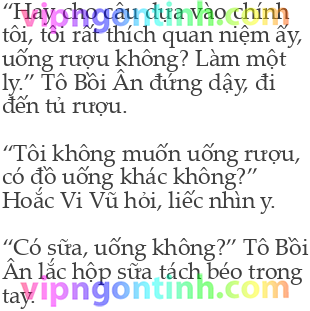 “Hay cho câu dựa vào chính
tôi, tôi rất thích quan niệm ấy,
uống rượu không? Làm một
ly.” Tô Bồi Ân đứng dậy, đi
đến tủ rượu.
“Tôi không muốn uống rượu,
có đồ uống khác không?”
Hoắc Vi Vũ hỏi, liếc nhìn y.
“Có sữa, uống không?” Tô Bồi
Ân lắc hộp sữa tách béo trong
tay.
vipngontinh.com
vipngontinh.com